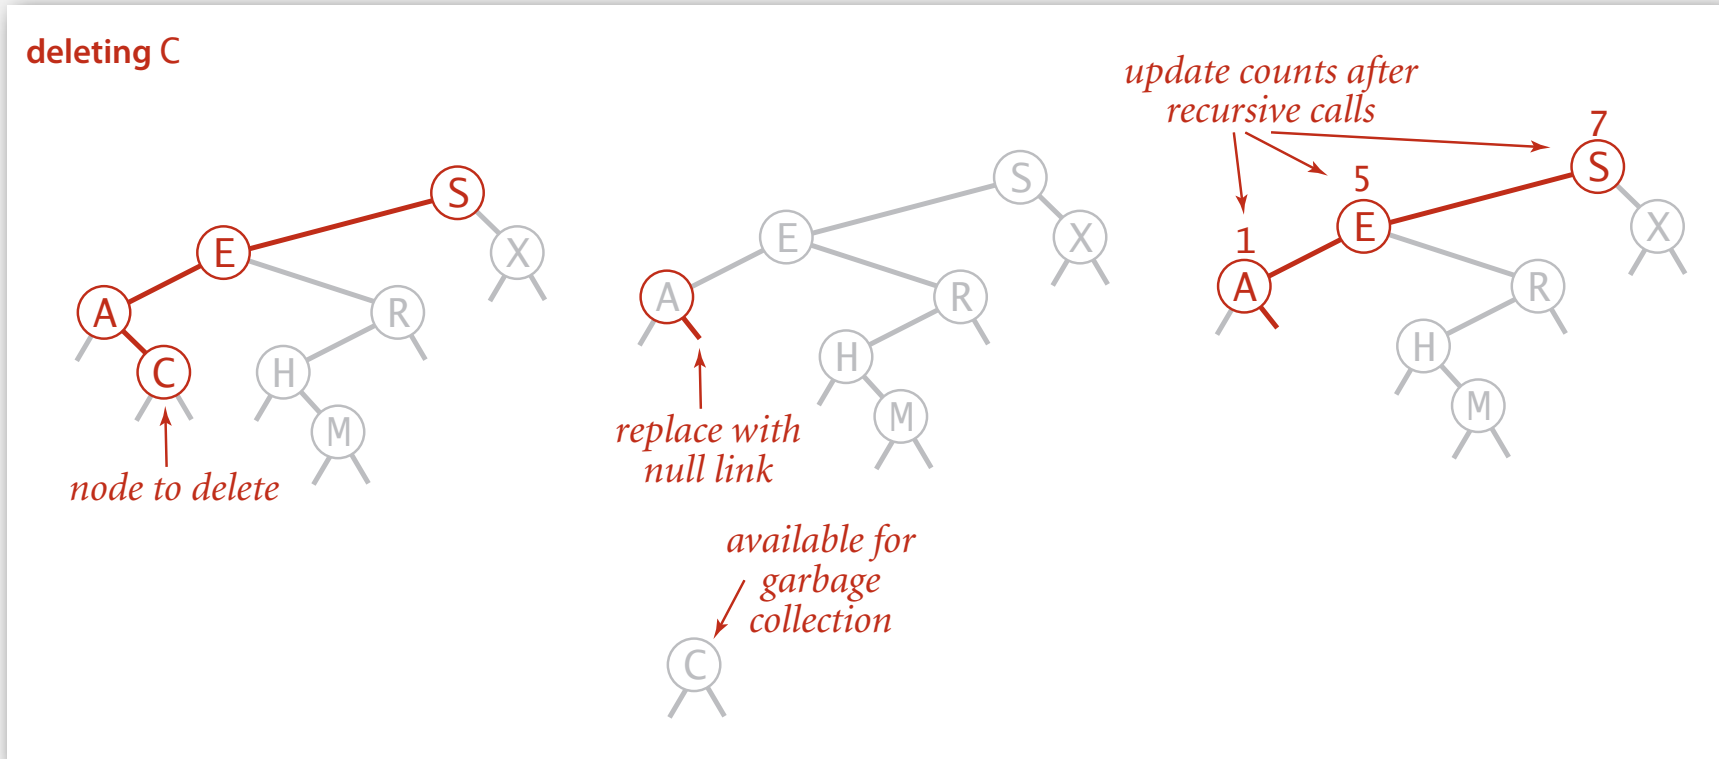 deleting C
S
E
X
A
R
C
H
M
node to delete
S
E
X
A
R
H
M
replace with
null link
available for
garbage
collection
C
update counts after
recursive calls
7
S
5
E
X
1
A
R
H
M